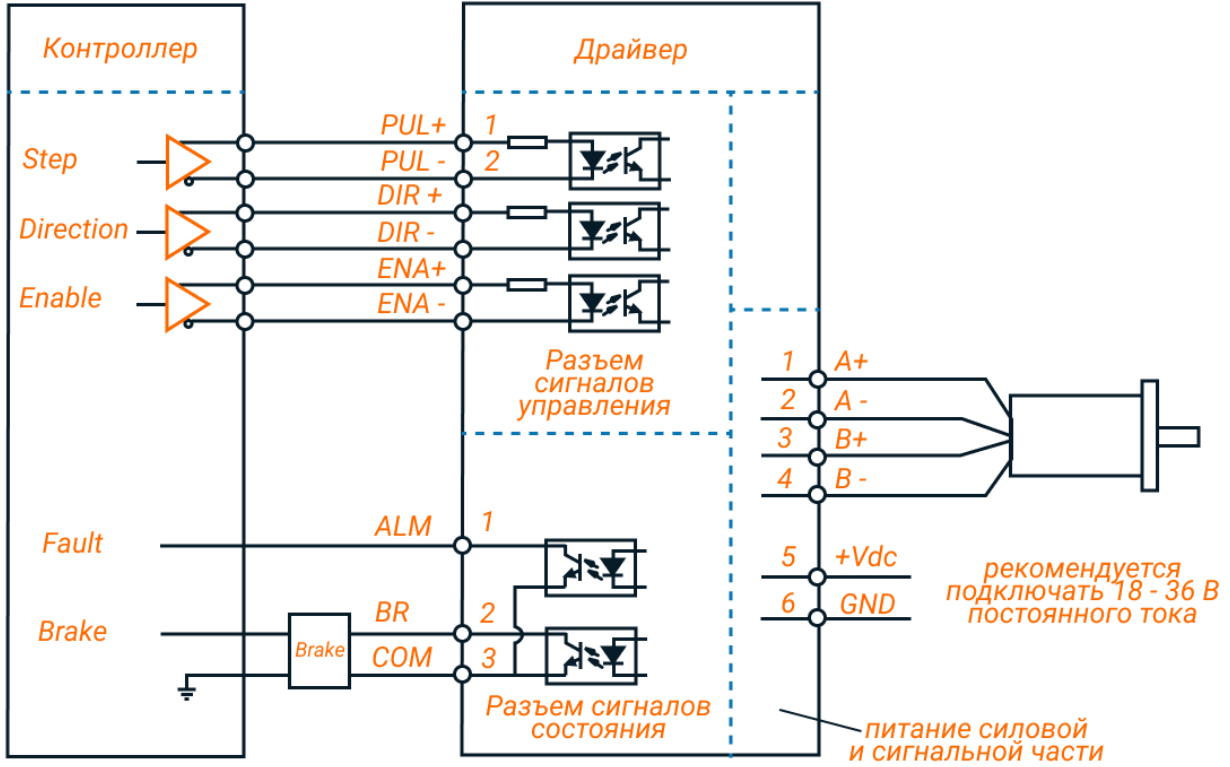 Контроллер
Драйвер
Step
PUL+
1
PUL -
2
Direction
DIR +
DIR -
Enable
ENA+
ENA -
Разъем
сигналов
управления
1
A+
2
A -
3
B+
4
B -
Fault
ALM
1
5
+Vdc
6
GND
рекомендуется
подключать 18 - 36 В
постоянного тока
Brake
Brake
BR
2
COM
3
Разъем сигналов
состояния
питание силовой
и сигнальной части